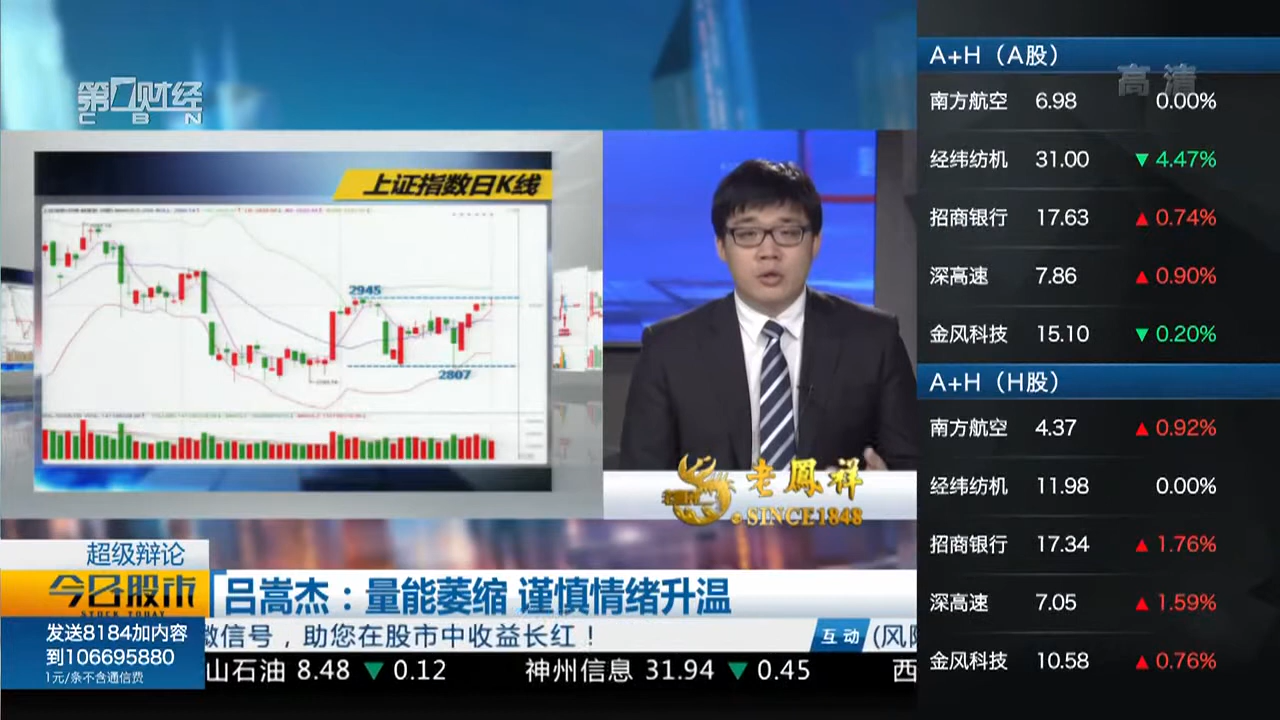 第一财经
CBN
上证指数日K线
2945
2807
老鳳祥
SINCE1848
超级辩论
今日股市
STOCK TODAY
吕嵩杰：量能萎缩 谨慎情绪升温
发送8184加内容
到106695880
1元/条不含通信费
微信号，助您在股市中收益长红！
互动
(风险
山石油 8.48 ▼ 0.12 神州信息 31.94 ▼ 0.45 西
高清
A+H（A股）
南方航空 6.98 0.00%
经纬纺机 31.00 ▼ 4.47%
招商银行 17.63 ▲ 0.74%
深高速 7.86 ▲ 0.90%
金风科技 15.10 ▼ 0.20%
A+H（H股）
南方航空 4.37 ▲ 0.92%
经纬纺机 11.98 0.00%
招商银行 17.34 ▲ 1.76%
深高速 7.05 ▲ 1.59%
金风科技 10.58 ▲ 0.76%